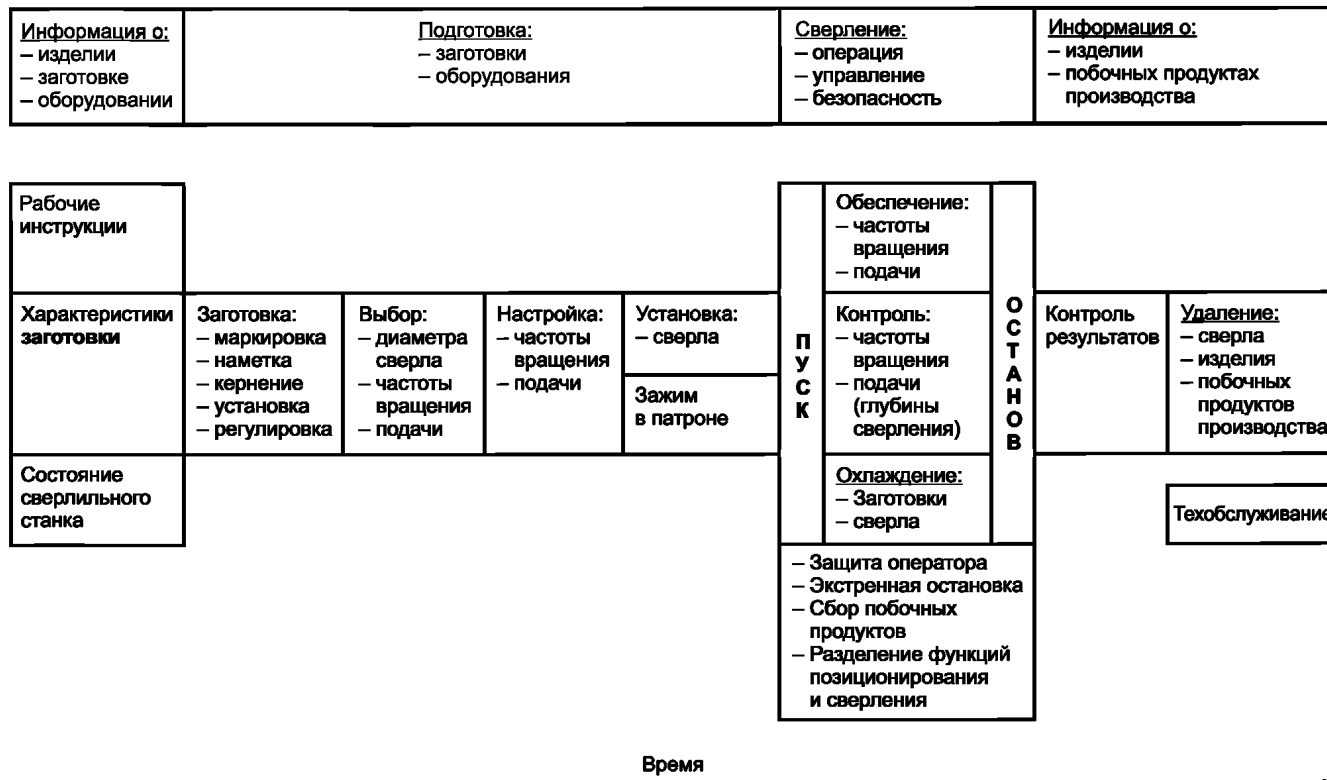 Информация о:
– изделии
– заготовке
– оборудовании
Подготовка:
– заготовки
– оборудования
Сверление:
– операция
– управление
– безопасность
Информация о:
– изделии
– побочных продуктах
производства
Рабочие
инструкции
Характеристики
заготовки
Состояние
сверлильного
станка
Заготовка:
– маркировка
– наметка
– кернение
– установка
– регулировка
Выбор:
– диаметра
сверла
– частоты
вращения
– подачи
Настройка:
– частоты
вращения
– подачи
Установка:
– сверла
Зажим
в патроне
ПУСК
Обеспечение:
– частоты
вращения
– подачи
Контроль:
– частоты
вращения
– подачи
(глубины
сверления)
Охлаждение:
– Заготовки
– сверла
ОСТАНОВ
– Защита оператора
– Экстренная остановка
– Сбор побочных
продуктов
– Разделение функций
позиционирования
и сверления
Контроль
результатов
Удаление:
– сверла
– изделия
– побочных
продуктов
производства
Техобслуживание
Время